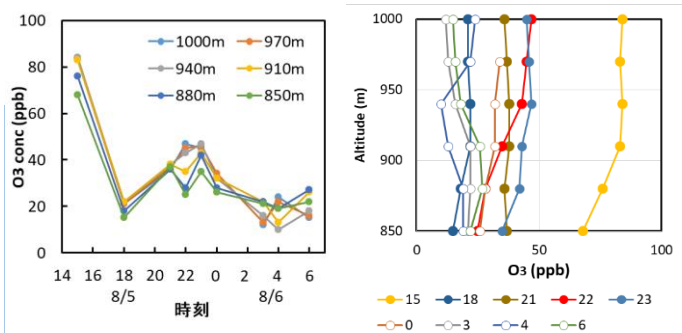 1000m 970m
940m 910m
880m 850m
O3 conc (ppb)
100
80
60
40
20
0
14 16 18 20 22 0 2 4 6
8/5 8/6
時刻
Altitude (m)
1000
950
900
850
0 50 100
O3 (ppb)
15 18 21 22 23
0 3 4 6